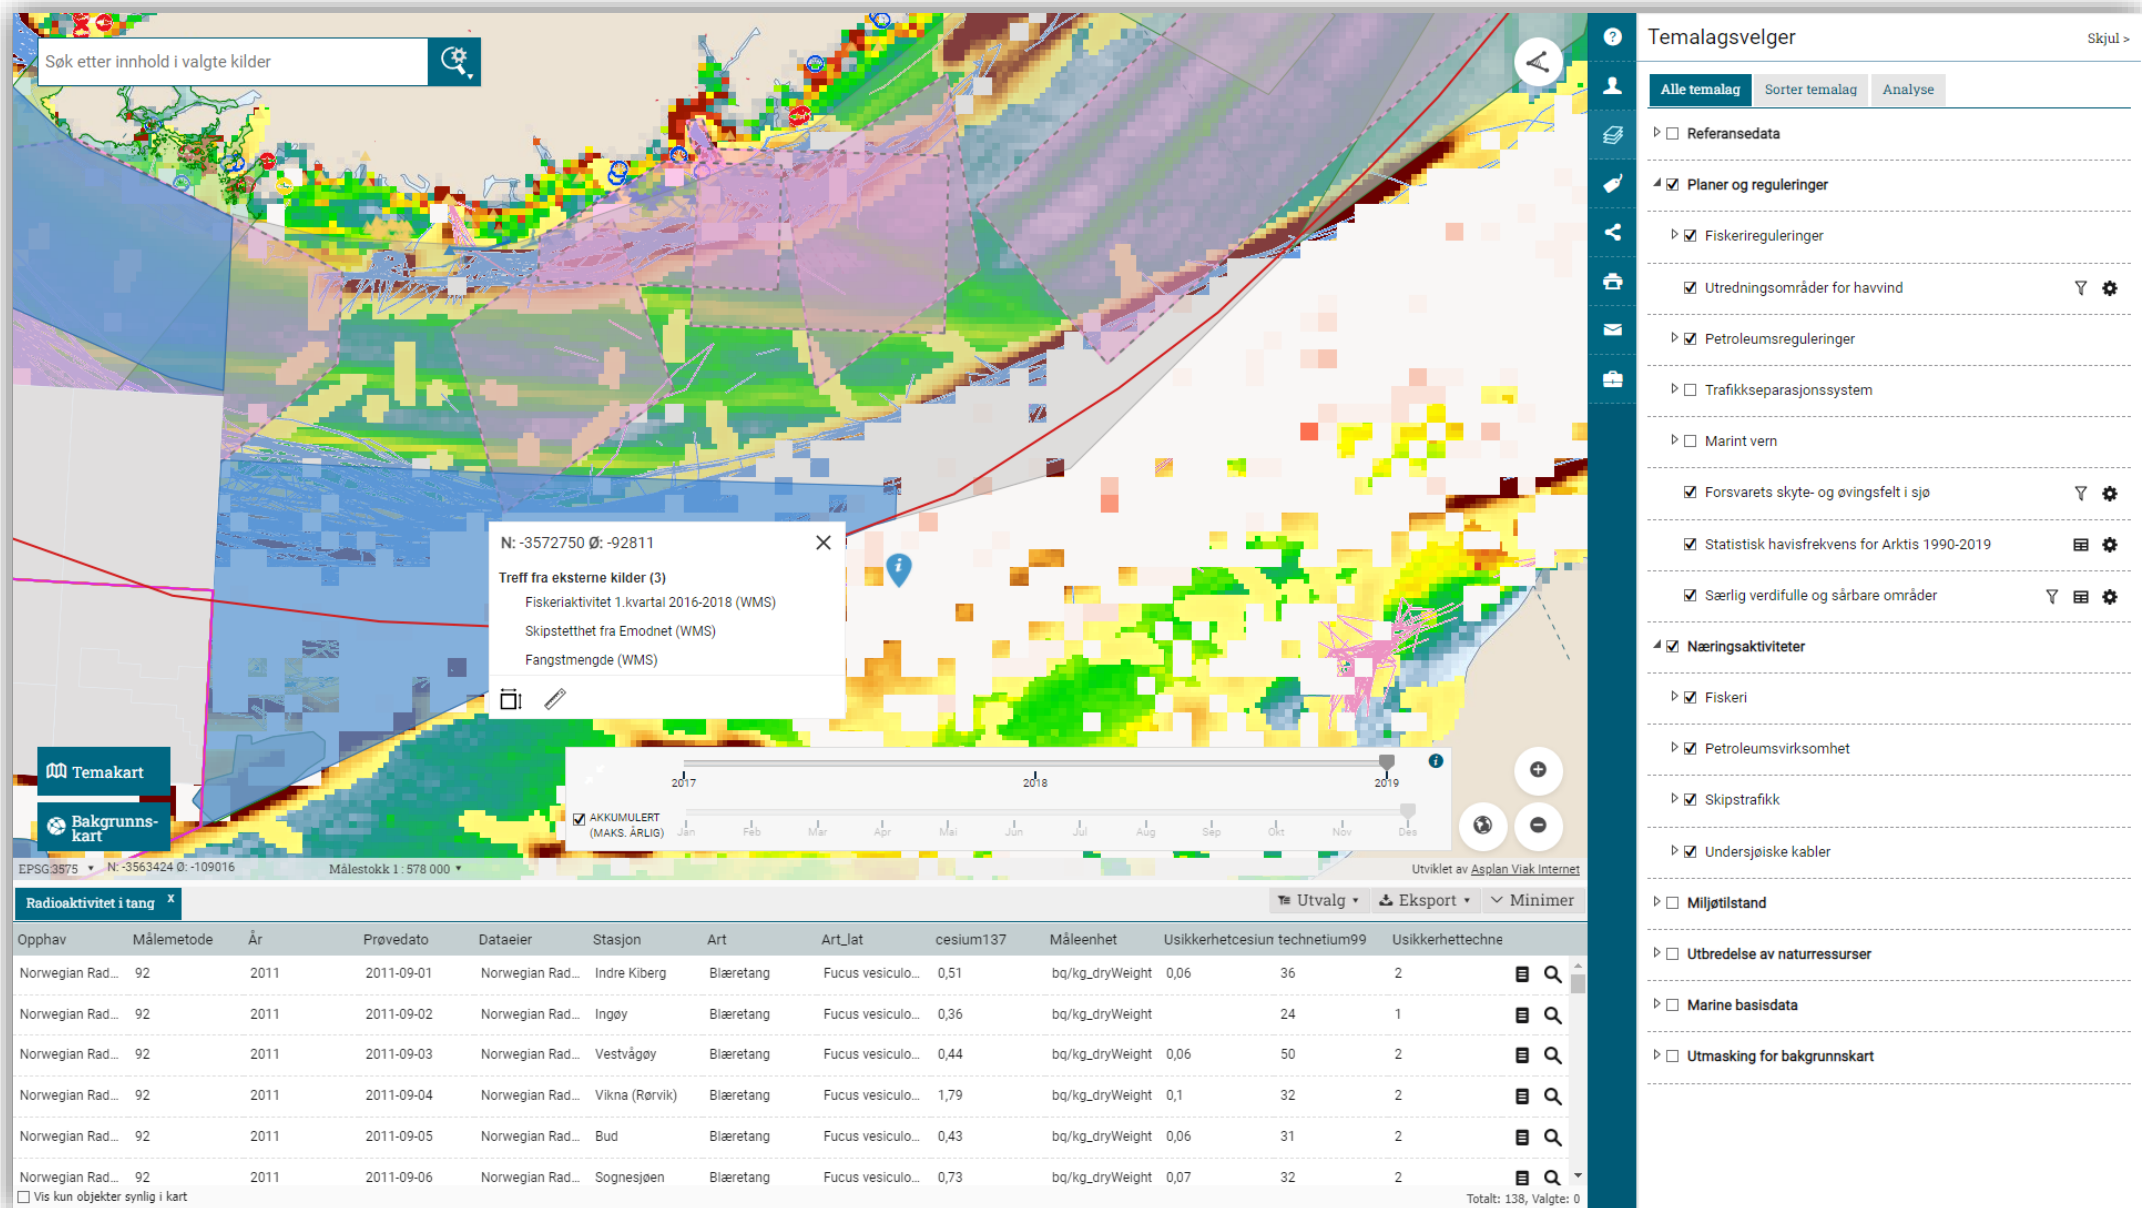 Søk etter innhold i valgte kilder
N: -3572750 Ø: -92811
Treff fra eksterne kilder (3)
Fiskeriaktivitet 1.kvartal 2016-2018 (WMS)
Skipstetthet fra Emodnet (WMS)
Fangstmengde (WMS)
Temakart
Bakgrunns-
kart
2017 2018 2019
AKKUMULERT
(MAKS. ÅRLIG)
Jan Feb Mar Apr Mai Jun Jul Aug Sep Okt Nov Des
EPSG:3575 N: -3563424 Ø: -109016 Målestokk 1 : 578 000 Utviklet av Asplan Viak Internet
Radioaktivitet i tang x Utvalg Eksport Minimer
Opphav Målemetode År Prøvedato Dataeier Stasjon Art Art_lat cesium137 Måleenhet Usikkerhetcesiun technetium99 Usikkerhettechne
Norwegian Rad... 92 2011 2011-09-01 Norwegian Rad... Indre Kiberg Blæretang Fucus vesiculo... 0,51 bq/kg_dryWeight 0,06 36 2
Norwegian Rad... 92 2011 2011-09-02 Norwegian Rad... Ingøy Blæretang Fucus vesiculo... 0,36 bq/kg_dryWeight 24 1
Norwegian Rad... 92 2011 2011-09-03 Norwegian Rad... Vestvågøy Blæretang Fucus vesiculo... 0,44 bq/kg_dryWeight 0,06 50 2
Norwegian Rad... 92 2011 2011-09-04 Norwegian Rad... Vikna (Rørvik) Blæretang Fucus vesiculo... 1,79 bq/kg_dryWeight 0,1 32 2
Norwegian Rad... 92 2011 2011-09-05 Norwegian Rad... Bud Blæretang Fucus vesiculo... 0,43 bq/kg_dryWeight 0,06 31 2
Norwegian Rad... 92 2011 2011-09-06 Norwegian Rad... Sognesjøen Blæretang Fucus vesiculo... 0,73 bq/kg_dryWeight 0,07 32 2
Vis kun objekter synlig i kart Totalt: 138, Valgte: 0
Temalagsvelger Skjul >
Alle temalag Sorter temalag Analyse
Referansedata
Planer og reguleringer
Fiskerireguleringer
Utredningsområder for havvind
Petroleumsreguleringer
Trafikkseparasjonssystem
Marint vern
Forsvarets skyte- og øvingsfelt i sjø
Statistisk havisfrekvens for Arktis 1990-2019
Særlig verdifulle og sårbare områder
Næringsaktiviteter
Fiskeri
Petroleumsvirksomhet
Skipstrafikk
Undersjøiske kabler
Miljøtilstand
Utbredelse av naturressurser
Marine basisdata
Utmasking for bakgrunnskart